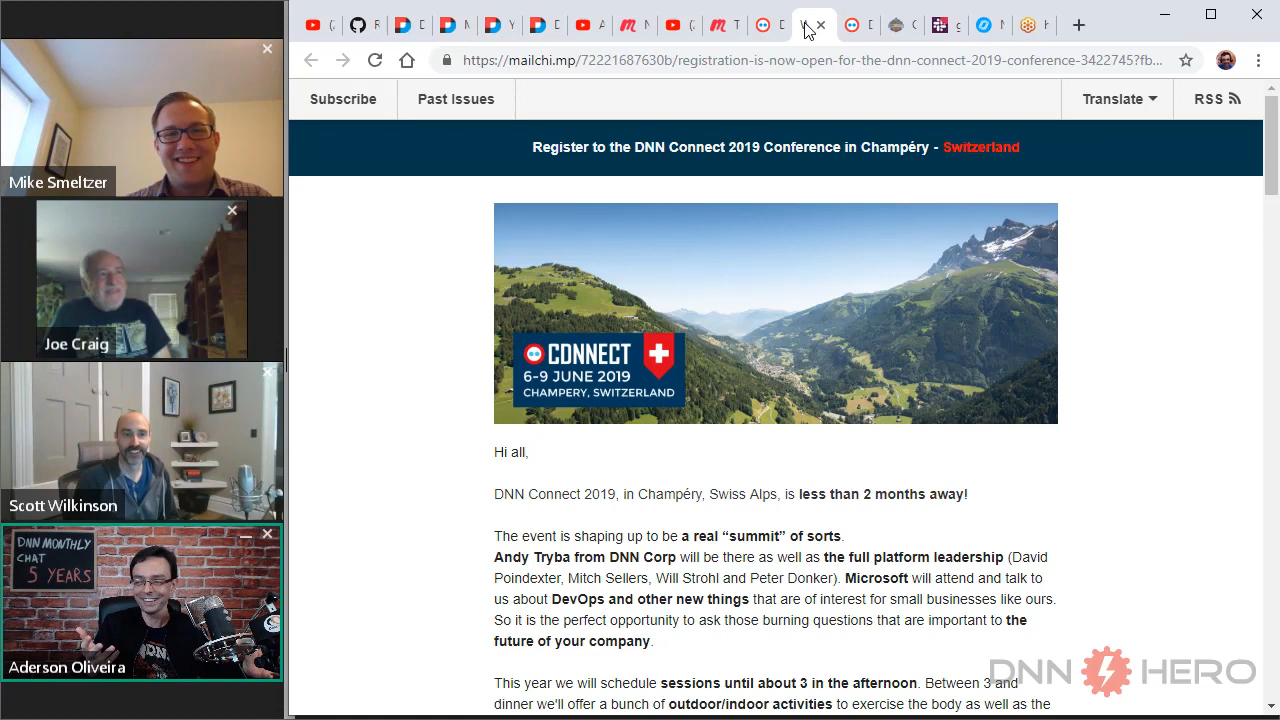 Mike Smeltzer
Joe Craig
Scott Wilkinson
DNN MONTHLY
CHAT
5 YEARS
Aderson Oliveira
https://mailchi.mp/72221687630b/registration-is-now-open-for-the-dnn-connect-2019-conference-3422745?fb...
Subscribe
Past Issues
Translate
RSS
Register to the DNN Connect 2019 Conference in Champéry - Switzerland
CONNECT
6-9 JUNE 2019
CHAMPERY, SWITZERLAND
Hi all,
DNN Connect 2019, in Champéry, Swiss Alps, is less than 2 months away!
The event is shaping up to be a real “summit” of sorts.
Andy Tryba from DNN Corp will be there as well as the full platform leadership (David
Poindexter, Mitch Sellers, Will Strohl and Peter Donker). Microsoft will attend and talk to
us about DevOps and other new things that are of interest for small businesses like ours.
So it is the perfect opportunity to ask those burning questions that are important to the
future of your company.
This year we will schedule sessions until about 3 in the afternoon. Between 3 and
dinner we'll offer a bunch of outdoor/indoor activities to exercise the body as well as the
DNN HERO